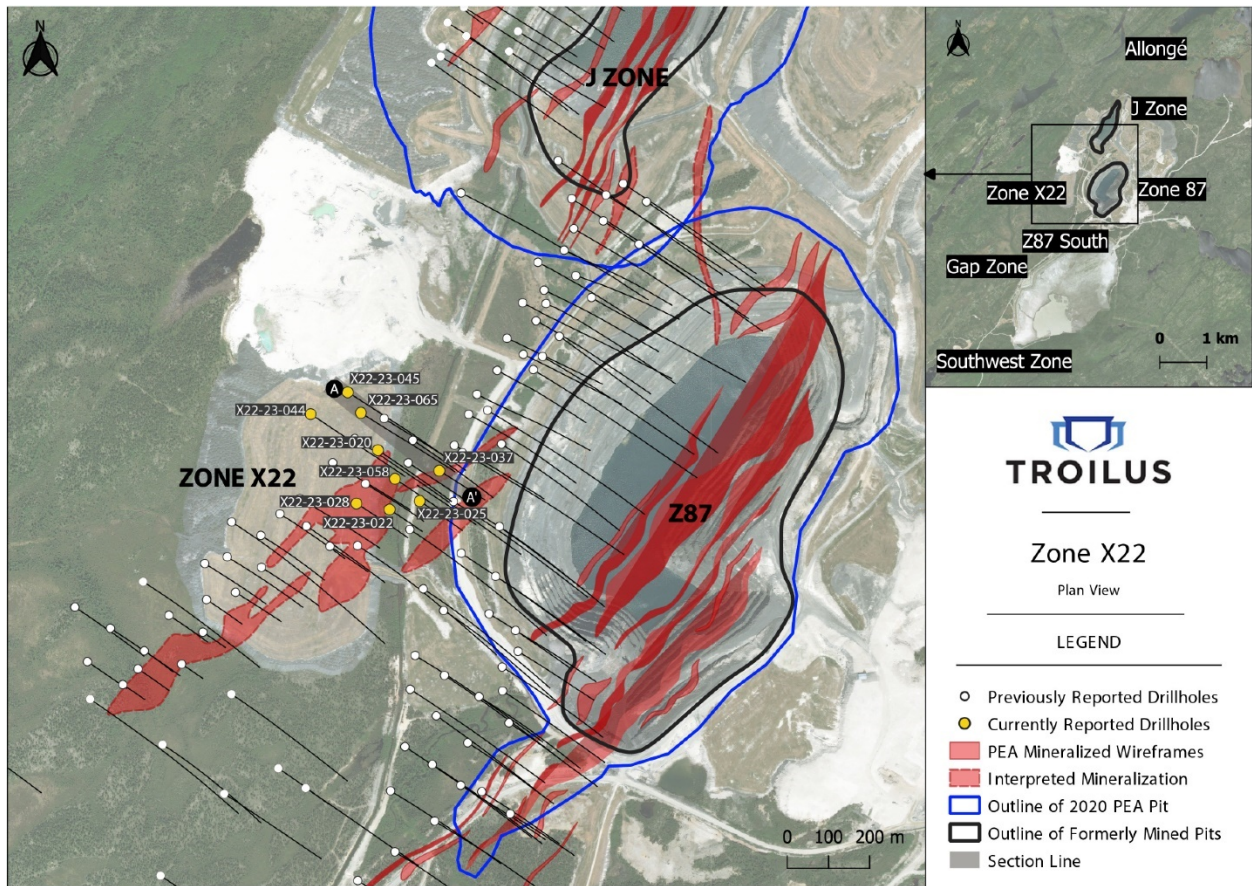 N
J ZONE
A
X22-23-045
X22-23-065
X22-23-044
X22-23-020
X22-23-037
X22-23-058
ZONE X22
A'
X22-23-028
X22-23-025
X22-23-022
Z87
0 100 200 m
N
Allongé
J Zone
Zone X22
Zone 87
Z87 South
Gap Zone
0 1 km
Southwest Zone
TROILUS
Zone X22
Plan View
LEGEND
Previously Reported Drillholes
Currently Reported Drillholes
PEA Mineralized Wireframes
Interpreted Mineralization
Outline of 2020 PEA Pit
Outline of Formerly Mined Pits
Section Line